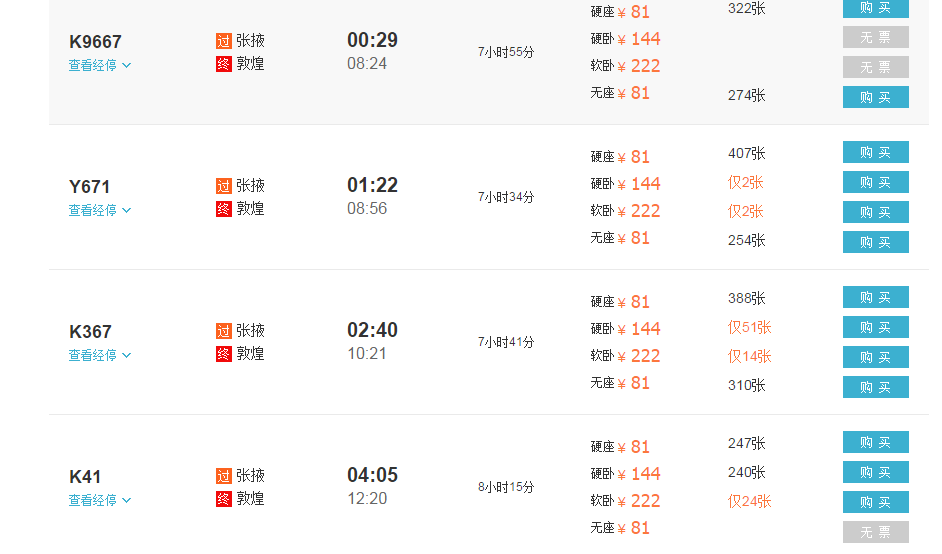 硬座 ¥ 81 322张 购 买
K9667 过 张掖 00:29 硬卧 ¥ 144 无 票
查看经停 终 敦煌 08:24 7小时55分 软卧 ¥ 222 无 票
无座 ¥ 81 274张 购 买
硬座 ¥ 81 407张 购 买
Y671 过 张掖 01:22 硬卧 ¥ 144 仅2张 购 买
查看经停 终 敦煌 08:56 7小时34分 软卧 ¥ 222 仅2张 购 买
无座 ¥ 81 254张 购 买
硬座 ¥ 81 388张 购 买
K367 过 张掖 02:40 硬卧 ¥ 144 仅51张 购 买
查看经停 终 敦煌 10:21 7小时41分 软卧 ¥ 222 仅14张 购 买
无座 ¥ 81 310张 购 买
硬座 ¥ 81 247张 购 买
K41 过 张掖 04:05 硬卧 ¥ 144 240张 购 买
查看经停 终 敦煌 12:20 8小时15分 软卧 ¥ 222 仅24张 购 买
无座 ¥ 81 无 票